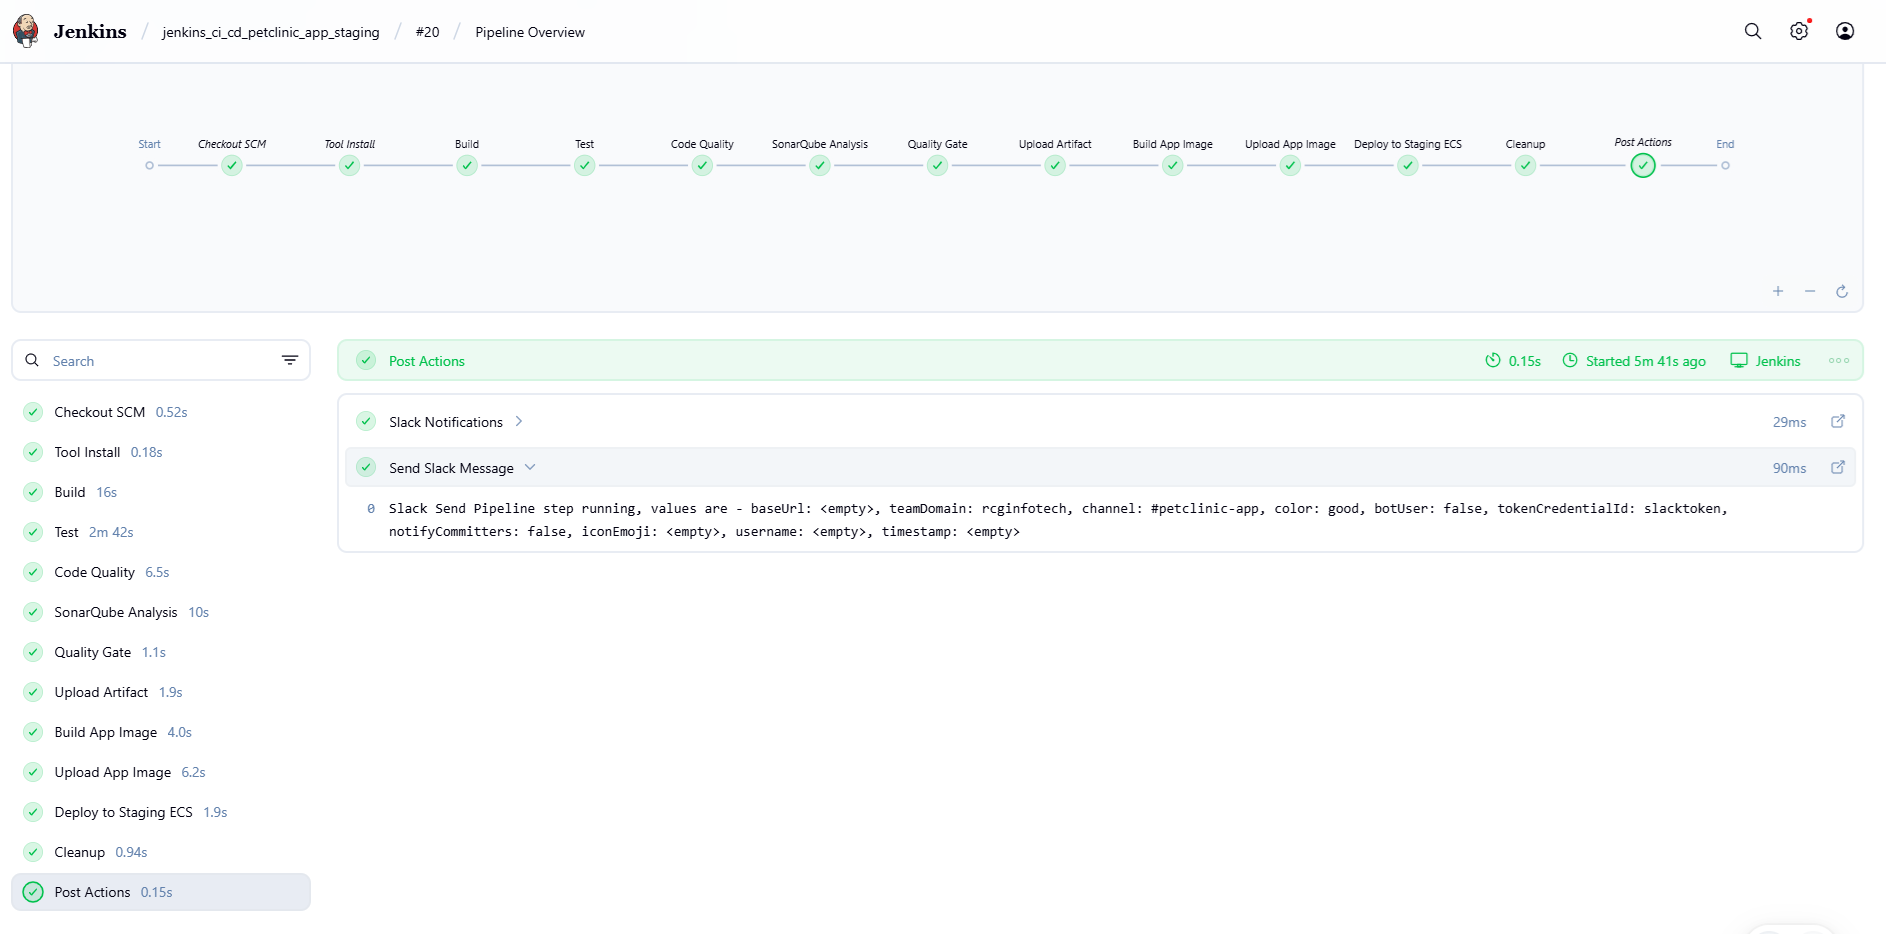 Jenkins / jenkins_ci_cd_petclinic_app_staging / #20 / Pipeline Overview
Start Checkout SCM Tool Install Build Test Code Quality SonarQube Analysis Quality Gate Upload Artifact Build App Image Upload App Image Deploy to Staging ECS Cleanup Post Actions End
Search
Checkout SCM 0.52s
Tool Install 0.18s
Build 16s
Test 2m 42s
Code Quality 6.5s
SonarQube Analysis 10s
Quality Gate 1.1s
Upload Artifact 1.9s
Build App Image 4.0s
Upload App Image 6.2s
Deploy to Staging ECS 1.9s
Cleanup 0.94s
Post Actions 0.15s
Post Actions 0.15s Started 5m 41s ago Jenkins
Slack Notifications 29ms
Send Slack Message 90ms
0 Slack Send Pipeline step running, values are - baseUrl: <empty>, teamDomain: rcginfotech, channel: #petclinic-app, color: good, botUser: false, tokenCredentialId: slacktoken,
notifyCommitters: false, iconEmoji: <empty>, username: <empty>, timestamp: <empty>